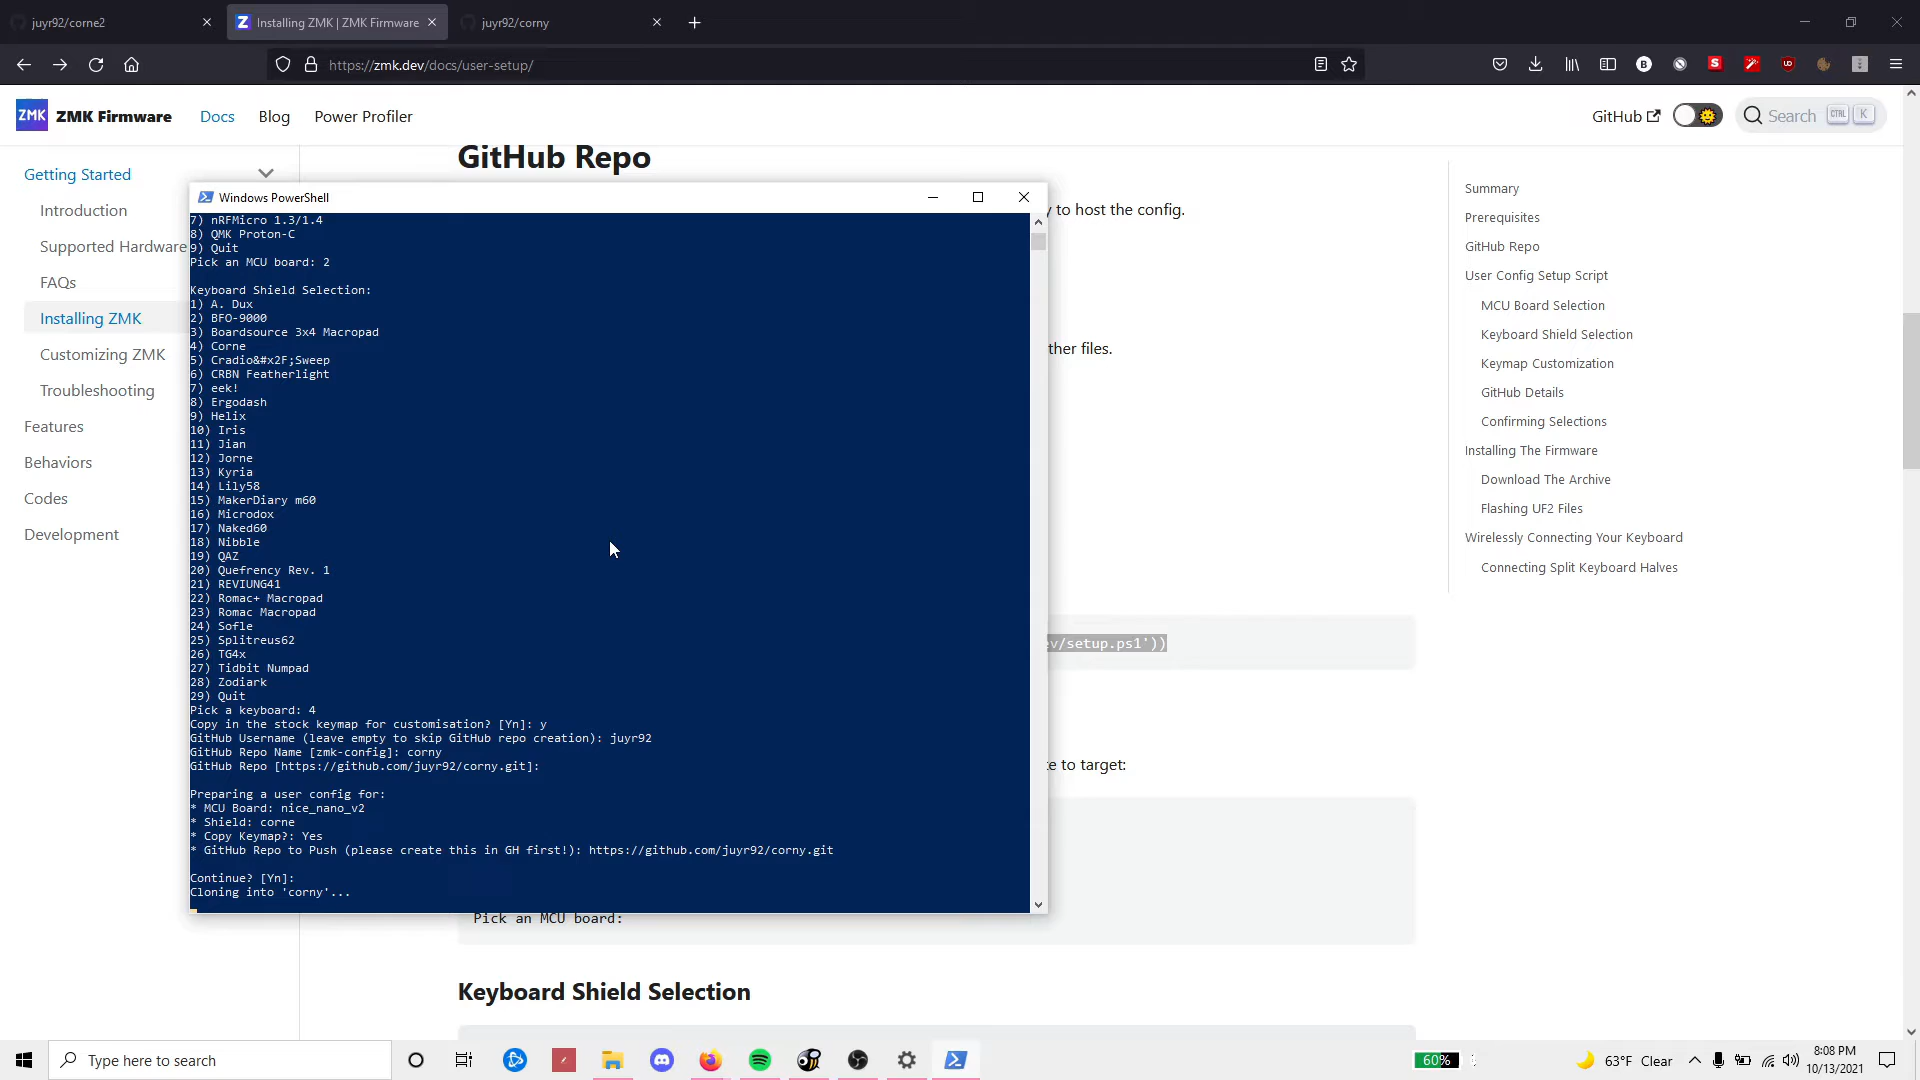 juyr92/corne2
Installing ZMK | ZMK Firmware
juyr92/corny
https://zmk.dev/docs/user-setup/
ZMK
ZMK Firmware
Docs
Blog
Power Profiler
GitHub
Search
CTRL
K
Getting Started
Introduction
Supported Hardware
FAQs
Installing ZMK
Customizing ZMK
Troubleshooting
Features
Behaviors
Codes
Development
GitHub Repo
y to host the config.
ther files.
ev/setup.ps1'))
te to target:
Pick an MCU board:
Keyboard Shield Selection
Windows PowerShell
7) nRFMicro 1.3/1.4
8) QMK Proton-C
9) Quit
Pick an MCU board: 2
Keyboard Shield Selection:
1) A. Dux
2) BFO-9000
3) Boardsource 3x4 Macropad
4) Corne
5) Cradio&#x2F;Sweep
6) CRBN Featherlight
7) eek!
8) Ergodash
9) Helix
10) Iris
11) Jian
12) Jorne
13) Kyria
14) Lily58
15) MakerDiary m60
16) Microdox
17) Naked60
18) Nibble
19) QAZ
20) Quefrency Rev. 1
21) REVIUNG41
22) Romac+ Macropad
23) Romac Macropad
24) Sofle
25) Splitreus62
26) TG4x
27) Tidbit Numpad
28) Zodiark
29) Quit
Pick a keyboard: 4
Copy in the stock keymap for customisation? [Yn]: y
GitHub Username (leave empty to skip GitHub repo creation): juyr92
GitHub Repo Name [zmk-config]: corny
GitHub Repo [https://github.com/juyr92/corny.git]:
Preparing a user config for:
* MCU Board: nice_nano_v2
* Shield: corne
* Copy Keymap?: Yes
* GitHub Repo to Push (please create this in GH first!): https://github.com/juyr92/corny.git
Continue? [Yn]:
Cloning into 'corny'...
Summary
Prerequisites
GitHub Repo
User Config Setup Script
MCU Board Selection
Keyboard Shield Selection
Keymap Customization
GitHub Details
Confirming Selections
Installing The Firmware
Download The Archive
Flashing UF2 Files
Wirelessly Connecting Your Keyboard
Connecting Split Keyboard Halves
Type here to search
60%
63°F Clear
8:08 PM
10/13/2021